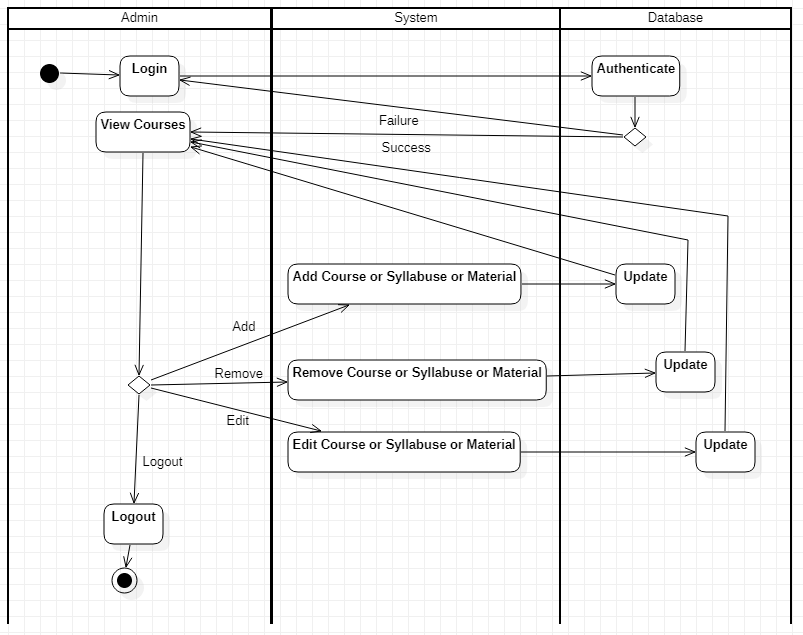 Admin
System
Database
Login
Authenticate
View Courses
Failure
Success
Add Course or Syllabuse or Material
Update
Add
Remove
Remove Course or Syllabuse or Material
Update
Edit
Edit Course or Syllabuse or Material
Update
Logout
Logout